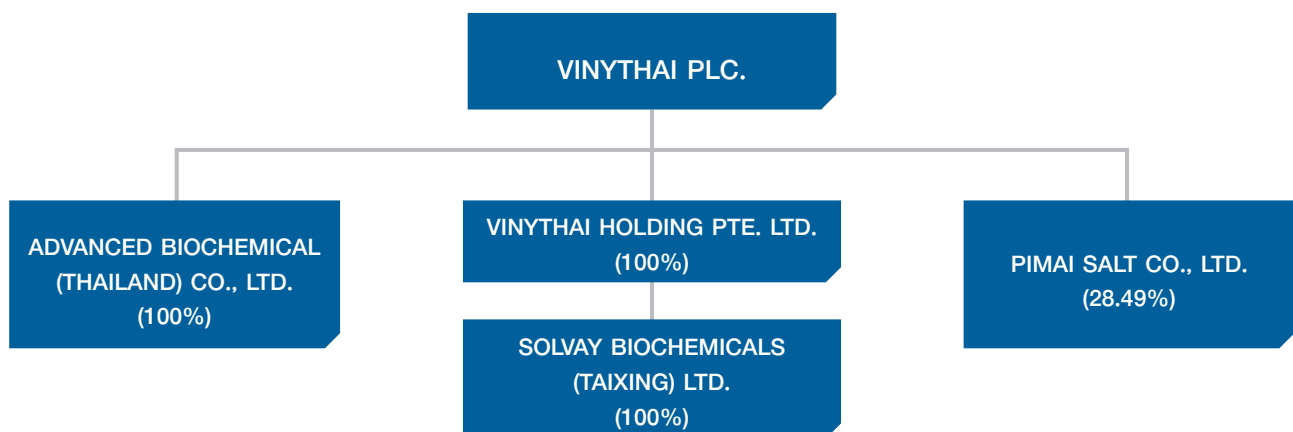 VINYTHAI PLC.
ADVANCED BIOCHEMICAL
(THAILAND) CO., LTD.
(100%)
VINYTHAI HOLDING PTE. LTD.
(100%)
SOLVAY BIOCHEMICALS
(TAIXING) LTD.
(100%)
PIMAI SALT CO., LTD.
(28.49%)